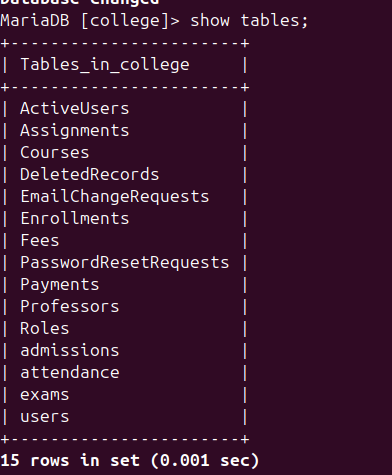 Database changed
MariaDB [college]> show tables;
+-----------------------+
| Tables_in_college     |
+-----------------------+
| ActiveUsers           |
| Assignments           |
| Courses               |
| DeletedRecords        |
| EmailChangeRequests   |
| Enrollments           |
| Fees                  |
| PasswordResetRequests |
| Payments              |
| Professors            |
| Roles                 |
| admissions            |
| attendance            |
| exams                 |
| users                 |
+-----------------------+
15 rows in set (0.001 sec)